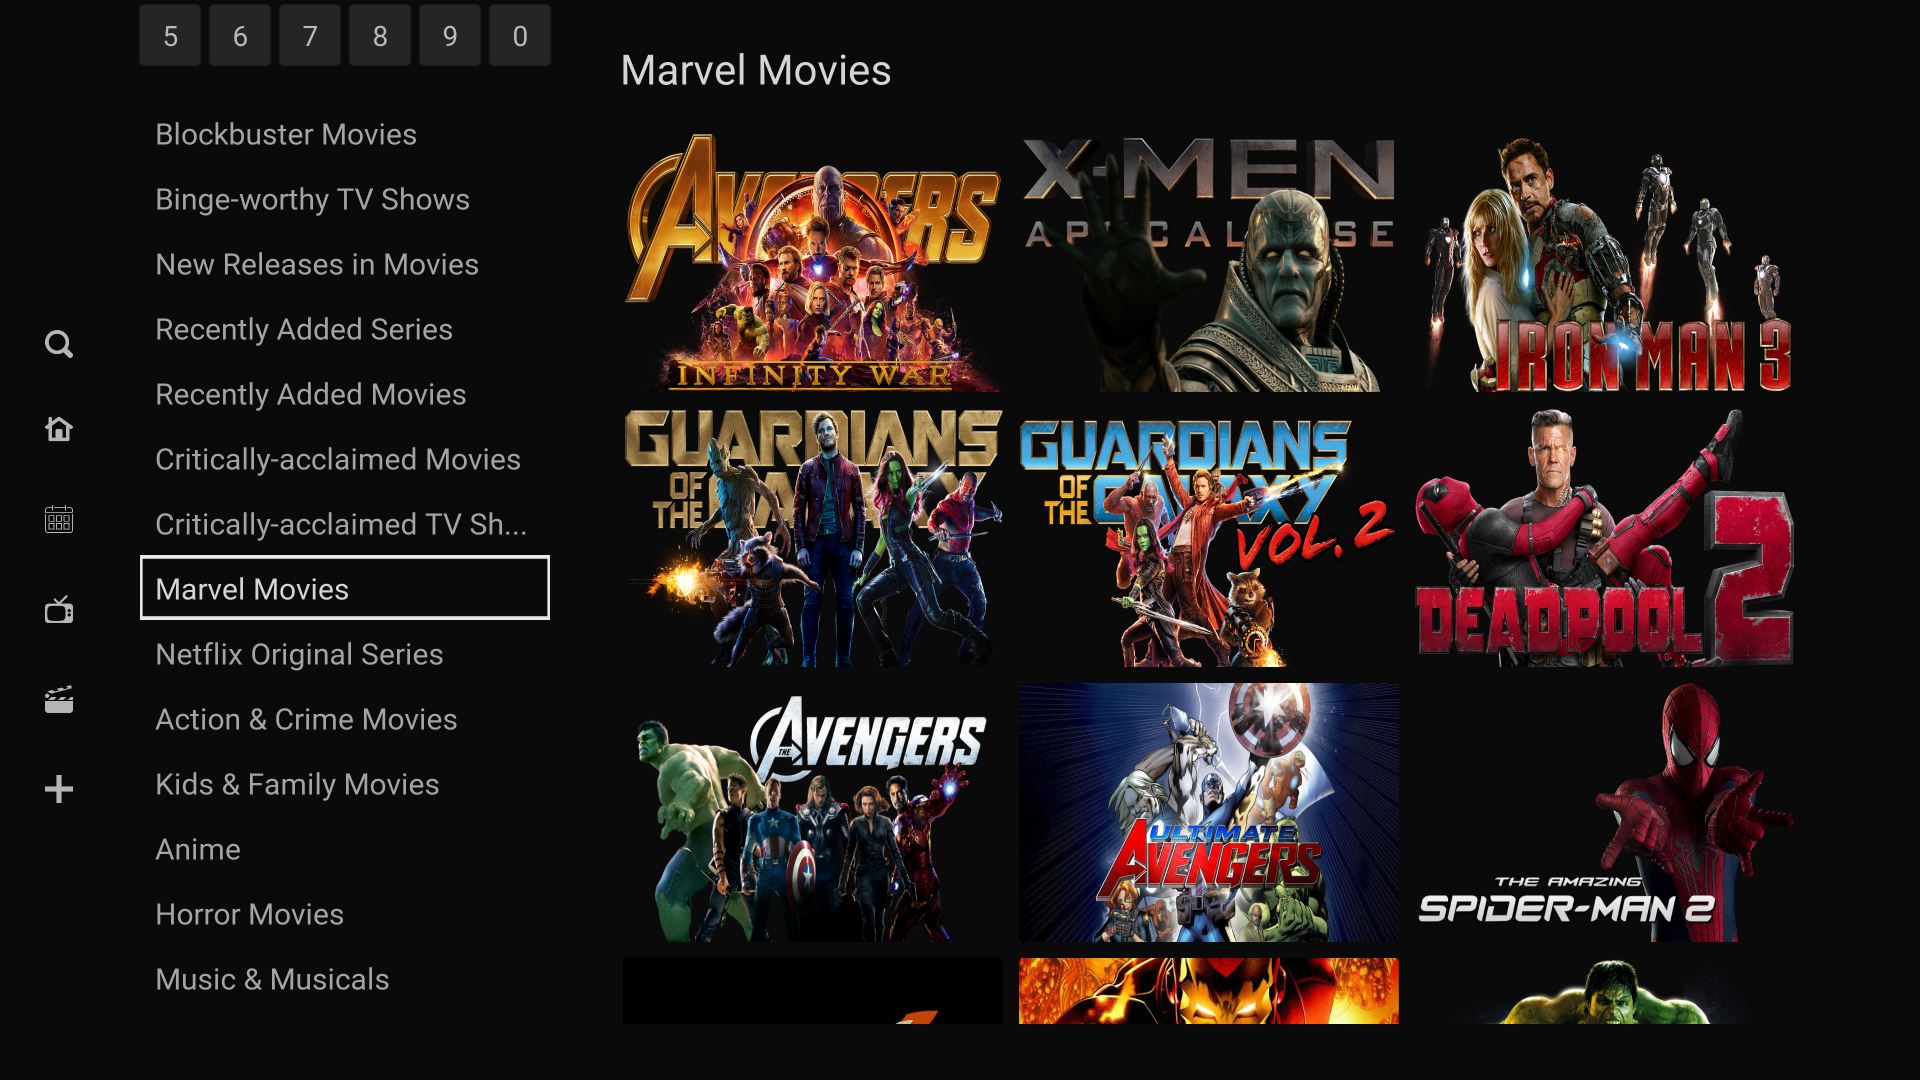 5 6 7 8 9 0
Blockbuster Movies
Binge-worthy TV Shows
New Releases in Movies
Recently Added Series
Recently Added Movies
Critically-acclaimed Movies
Critically-acclaimed TV Sh...
Marvel Movies
Netflix Original Series
Action & Crime Movies
Kids & Family Movies
Anime
Horror Movies
Music & Musicals
Marvel Movies
AVENGERS
INFINITY WAR
X-MEN
APOCALYPSE
IRON MAN 3
GUARDIANS
OF
THE GALAXY
GUARDIANS
OF
THE GALAXY
VOL. 2
DEADPOOL 2
THE AVENGERS
ULTIMATE
AVENGERS
THE AMAZING
SPIDER-MAN 2